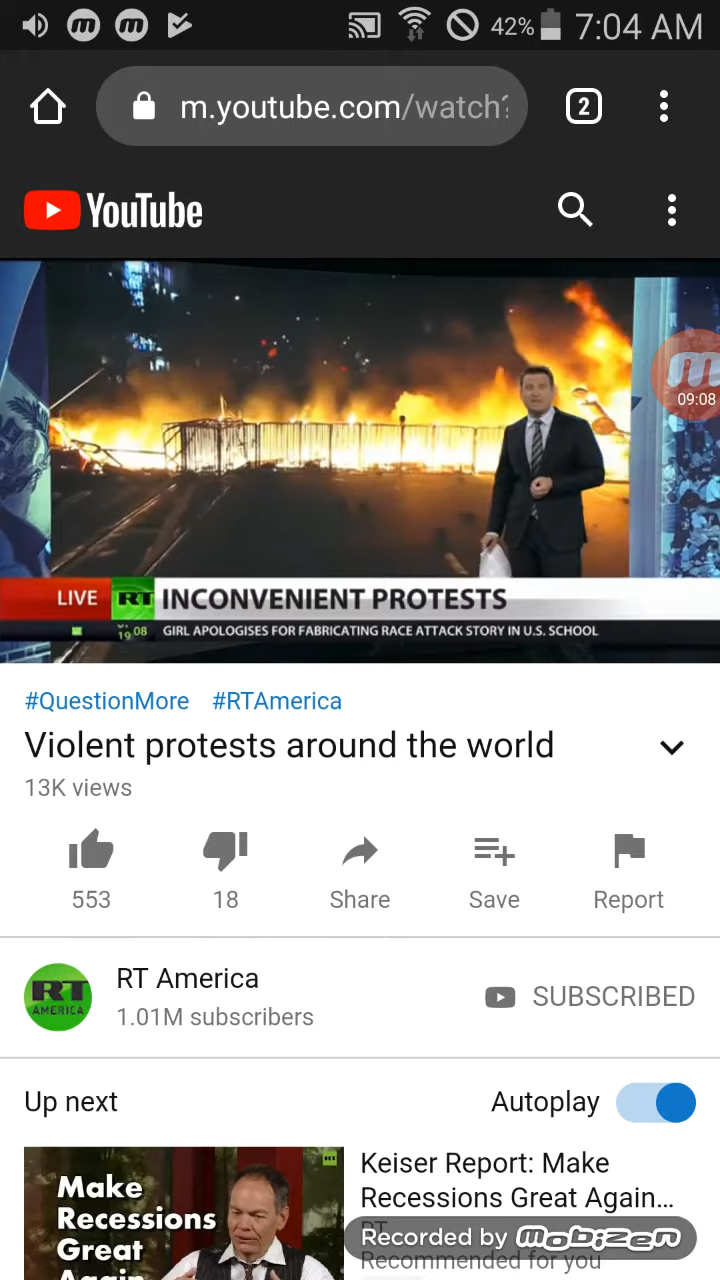 42% 7:04 AM
m.youtube.com/watch?
2
YouTube
09:08
LIVE RT INCONVENIENT PROTESTS
19 08 GIRL APOLOGISES FOR FABRICATING RACE ATTACK STORY IN U.S. SCHOOL
#QuestionMore #RTAmerica
Violent protests around the world
13K views
553 18 Share Save Report
RT AMERICA
RT America
1.01M subscribers
SUBSCRIBED
Up next Autoplay
Make
Recessions
Great
Again
Keiser Report: Make
Recessions Great Again...
RT
Recommended for you
Recorded by mobizen